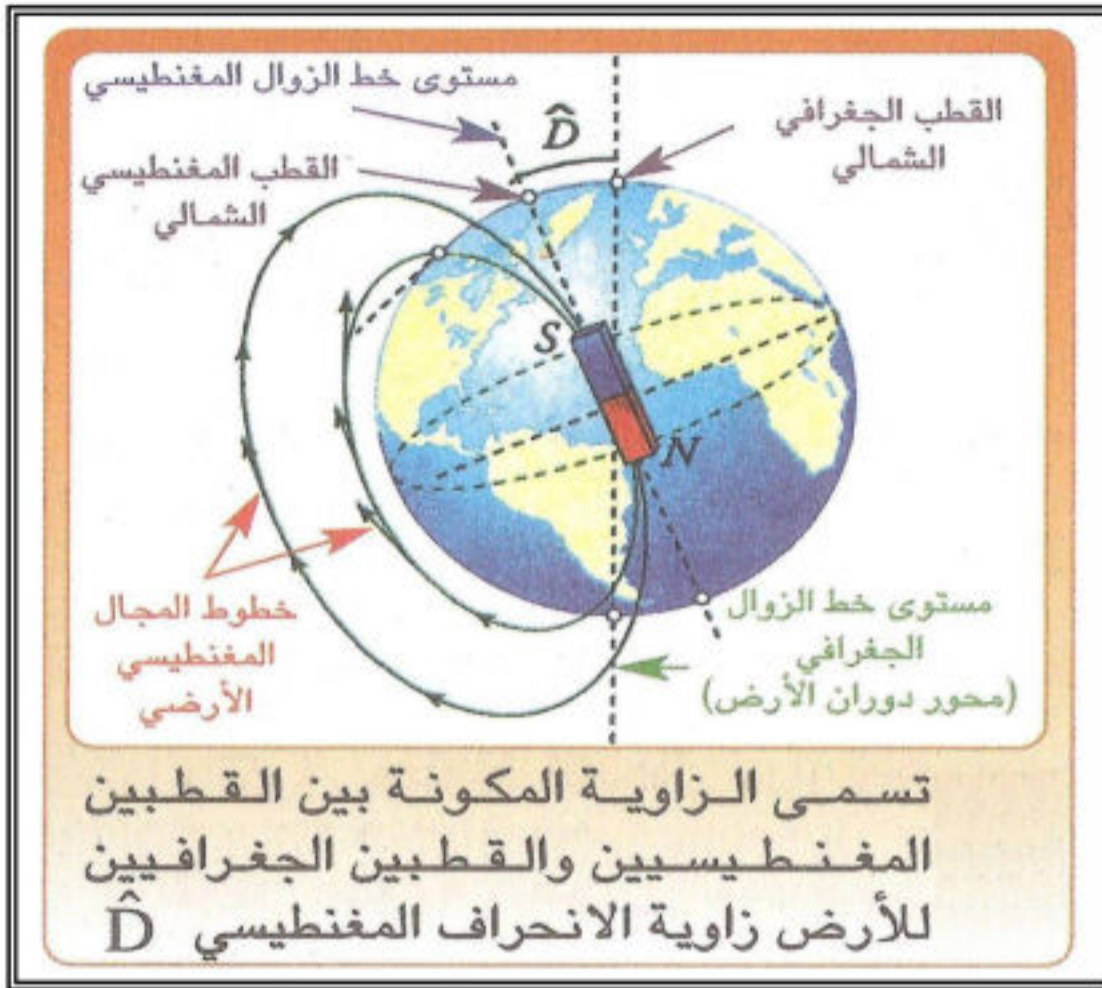 مستوى خط الزوال المغنطيسي
D̂
القطب الجغرافي
الشمالي
القطب المغنطيسي
الشمالي
S
N
خطوط المجال
المغنطيسي
الأرضي
مستوى خط الزوال
الجغرافي
(محور دوران الأرض)
تسمى الزاوية المكونة بين القطبين
المغنطيسيين والقطبين الجغرافيين
للأرض زاوية الانحراف المغنطيسي D̂